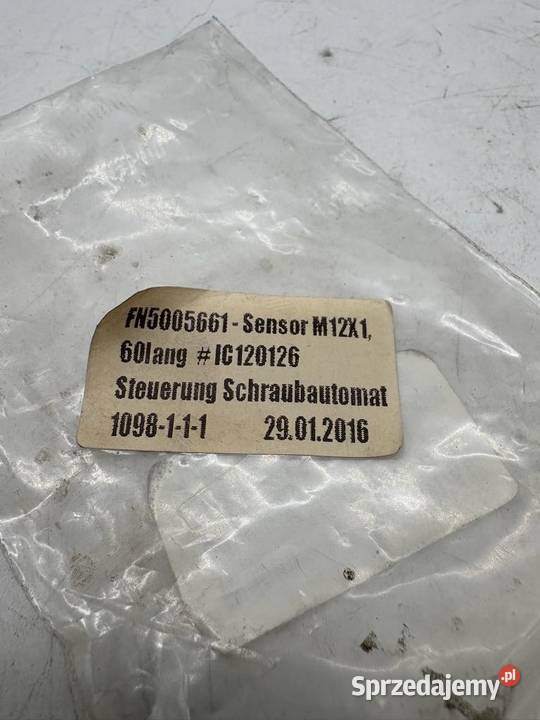 FN5005661 - Sensor M12X1,
60lang # IC120126
Steuerung Schraubautomat
1098-1-1-1 29.01.2016
Sprzedajemy.pl